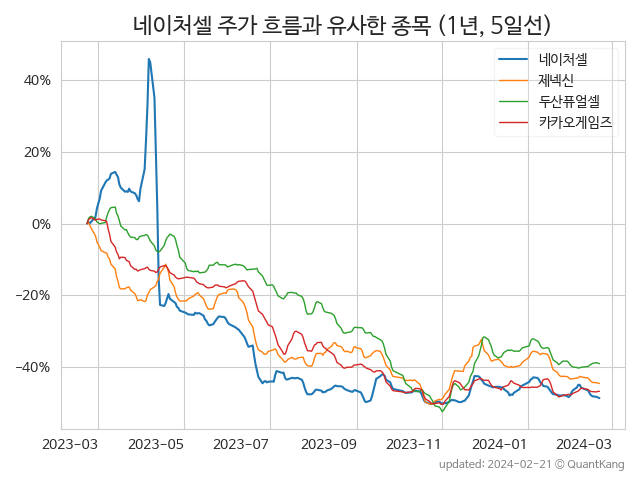 네이처셀 주가 흐름과 유사한 종목 (1년, 5일선)
네이처셀
제넥신
두산퓨얼셀
카카오게임즈
40%
20%
0%
−20%
−40%
2023-03 2023-05 2023-07 2023-09 2023-11 2024-01 2024-03
updated: 2024-02-21 © QuantKang